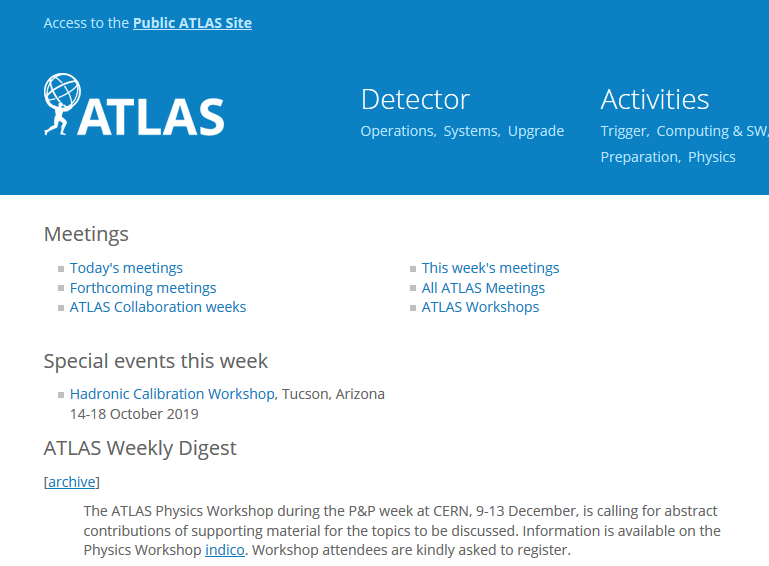 Access to the Public ATLAS Site
ATLAS
Detector
Operations, Systems, Upgrade
Activities
Trigger, Computing & SW,
Preparation, Physics
Meetings
Today's meetings
Forthcoming meetings
ATLAS Collaboration weeks
This week's meetings
All ATLAS Meetings
ATLAS Workshops
Special events this week
Hadronic Calibration Workshop, Tucson, Arizona
14-18 October 2019
ATLAS Weekly Digest
[archive]
The ATLAS Physics Workshop during the P&P week at CERN, 9-13 December, is calling for abstract
contributions of supporting material for the topics to be discussed. Information is available on the
Physics Workshop indico. Workshop attendees are kindly asked to register.